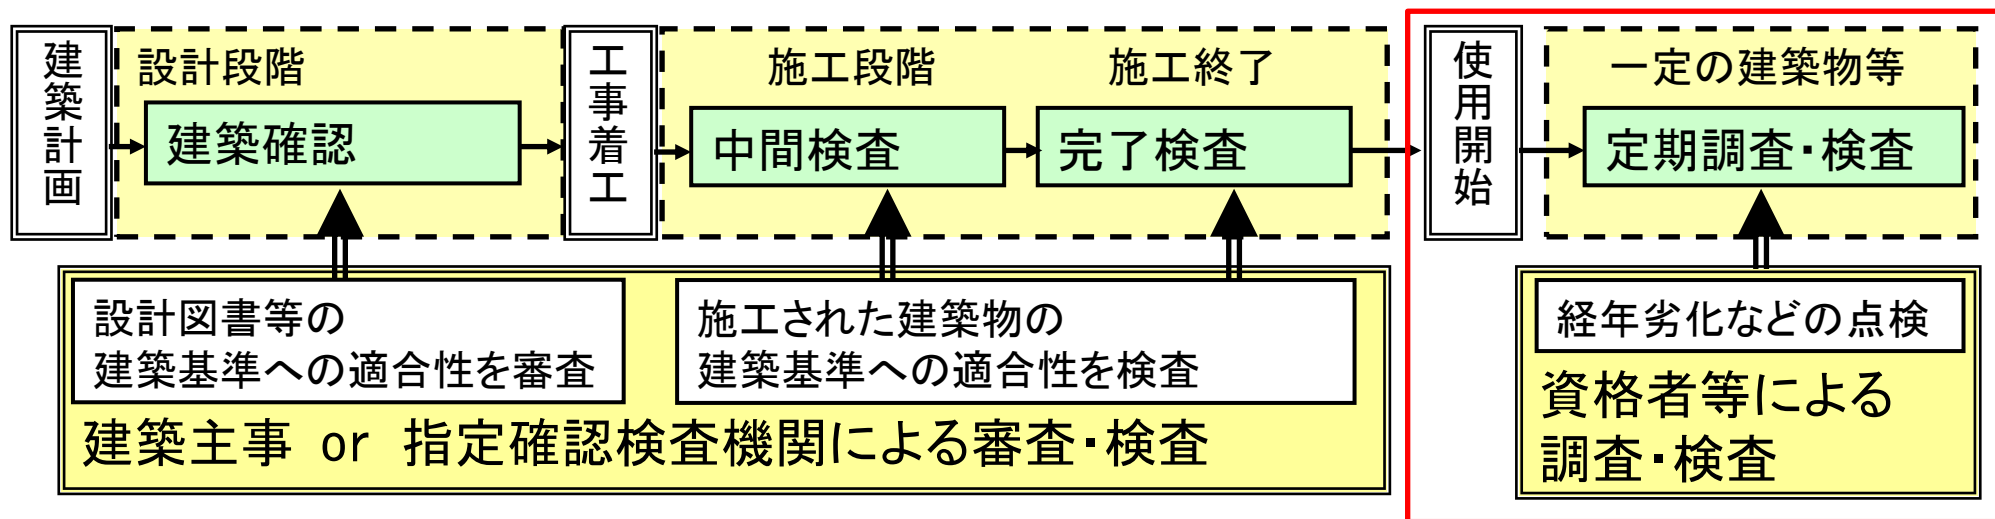 建築計画
設計段階
建築確認
工事着工
施工段階
施工終了
中間検査
完了検査
使用開始
一定の建築物等
定期調査・検査
設計図書等の
建築基準への適合性を審査
施工された建築物の
建築基準への適合性を検査
建築主事 or 指定確認検査機関による審査・検査
経年劣化などの点検
資格者等による
調査・検査